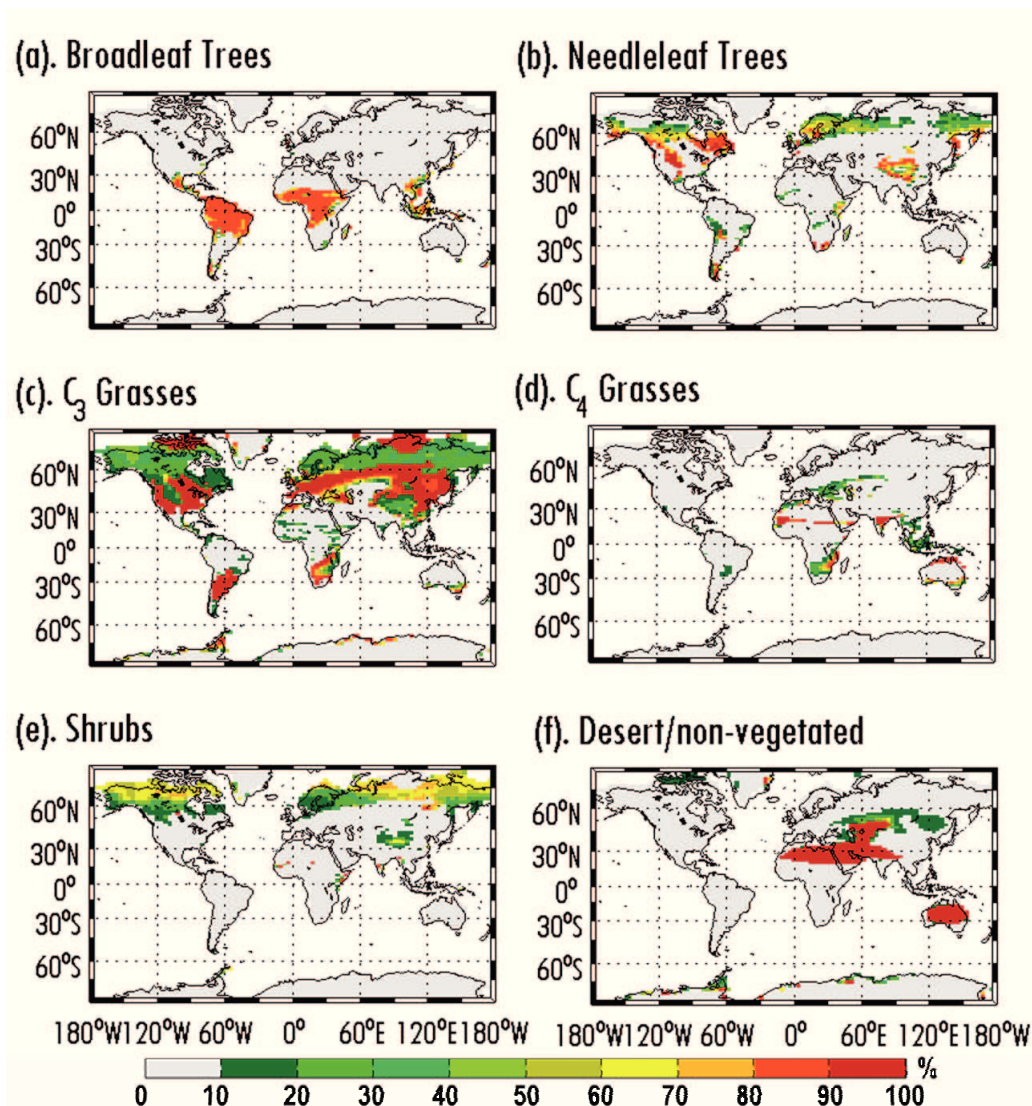 (a). Broadleaf Trees
(b). Needleleaf Trees
60°N
30°N
0°
30°S
60°S
60°N
30°N
0°
30°S
60°S
(c). C3 Grasses
(d). C4 Grasses
60°N
30°N
0°
30°S
60°S
60°N
30°N
0°
30°S
60°S
(e). Shrubs
(f). Desert/non-vegetated
60°N
30°N
0°
30°S
60°S
60°N
30°N
0°
30°S
60°S
180°W120°W 60°W 0° 60°E 120°E 180°W
180°W120°W 60°W 0° 60°E 120°E 180°W
%
0 10 20 30 40 50 60 70 80 90 100